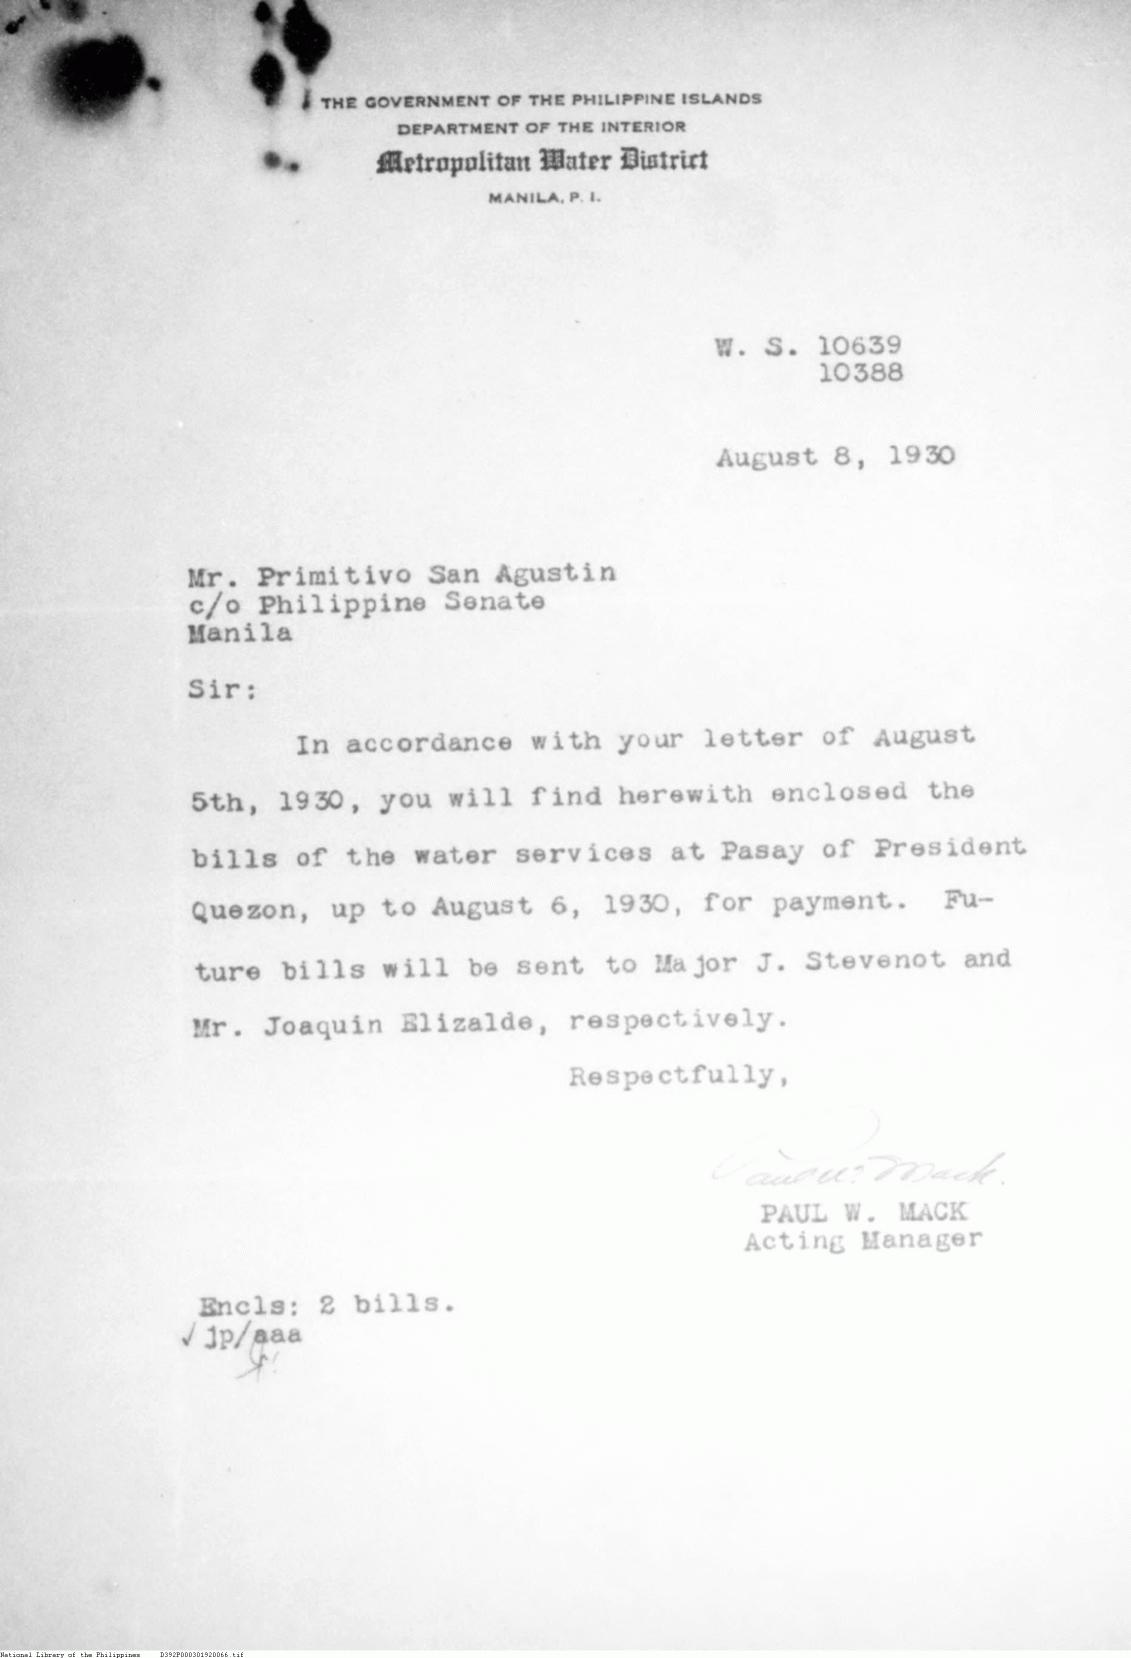 THE GOVERNMENT OF THE PHILIPPINE ISLANDS
DEPARTMENT OF THE INTERIOR
Metropolitan Water District
MANILA, P. I.
W. S. 10639
10388
August 8, 1930
Mr. Primitivo San Agustin
c/o Philippine Senate
Manila
Sir:
In accordance with your letter of August
5th, 1930, you will find herewith enclosed the
bills of the water services at Pasay of President
Quezon, up to August 6, 1930, for payment. Fu-
ture bills will be sent to Major J. Stevenot and
Mr. Joaquin Elizalde, respectively.
Respectfully,
Paul W. Mack.
PAUL W. MACK
Acting Manager
Encls: 2 bills.
✓ jp/aaa
National Library of the Philippines D392P000301920066.tif